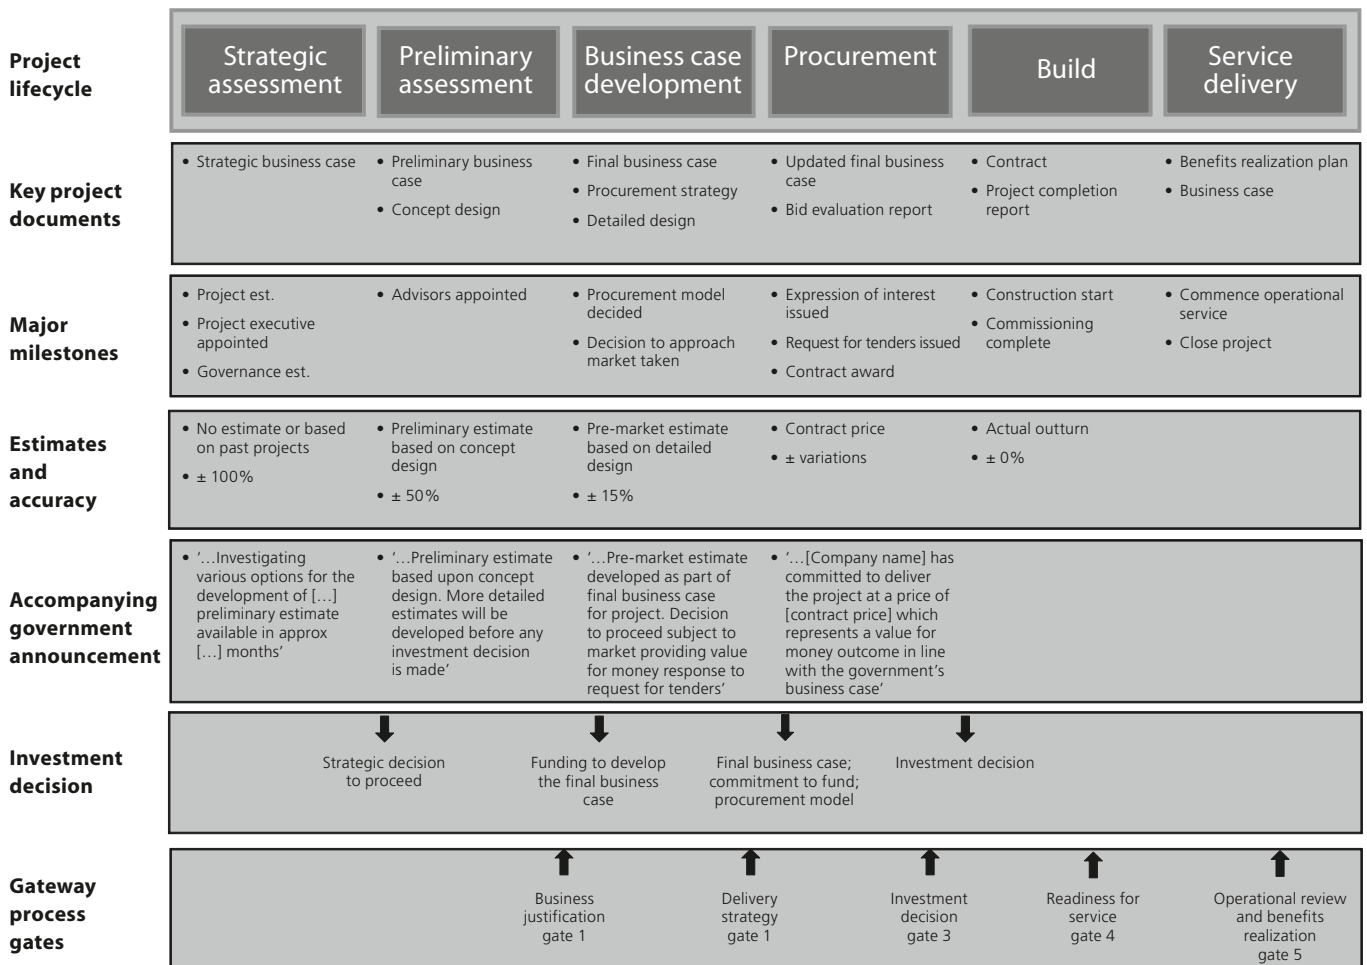 Project
lifecycle
Strategic
assessment
Preliminary
assessment
Business case
development
Procurement
Build
Service
delivery
Key project
documents
• Strategic business case
• Preliminary business
case
• Concept design
• Final business case
• Procurement strategy
• Detailed design
• Updated final business
case
• Bid evaluation report
• Contract
• Project completion
report
• Benefits realization plan
• Business case
Major
milestones
• Project est.
• Project executive
appointed
• Governance est.
• Advisors appointed
• Procurement model
decided
• Decision to approach
market taken
• Expression of interest
issued
• Request for tenders issued
• Contract award
• Construction start
• Commissioning
complete
• Commence operational
service
• Close project
Estimates
and
accuracy
• No estimate or based
on past projects
• ± 100%
• Preliminary estimate
based on concept
design
• ± 50%
• Pre-market estimate
based on detailed
design
• ± 15%
• Contract price
• ± variations
• Actual outturn
• ± 0%
Accompanying
government
announcement
• ‘…Investigating
various options for the
development of […]
preliminary estimate
available in approx
[…] months’
• ‘…Preliminary estimate
based upon concept
design. More detailed
estimates will be
developed before any
investment decision
is made’
• ‘…Pre-market estimate
developed as part of
final business case
for project. Decision
to proceed subject to
market providing value
for money response to
request for tenders’
• ‘…[Company name] has
committed to deliver
the project at a price of
[contract price] which
represents a value for
money outcome in line
with the government’s
business case’
Investment
decision
Strategic decision
to proceed
Funding to develop
the final business
case
Final business case;
commitment to fund;
procurement model
Investment decision
Gateway
process
gates
Business
justification
gate 1
Delivery
strategy
gate 1
Investment
decision
gate 3
Readiness for
service
gate 4
Operational review
and benefits
realization
gate 5